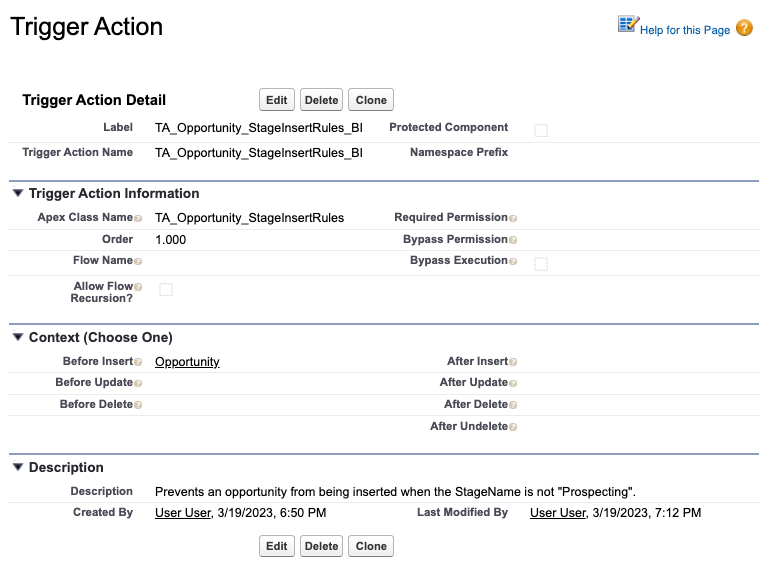 Trigger Action
Help for this Page ?
Trigger Action Detail Edit Delete Clone
Label TA_Opportunity_StageInsertRules_BI Protected Component
Trigger Action Name TA_Opportunity_StageInsertRules_BI Namespace Prefix
Trigger Action Information
Apex Class Name ? TA_Opportunity_StageInsertRules Required Permission ?
Order 1.000 Bypass Permission ?
Flow Name ? Bypass Execution ?
Allow Flow ?
Recursion?
Context (Choose One)
Before Insert ? Opportunity After Insert ?
Before Update ? After Update ?
Before Delete ? After Delete ?
After Undelete ?
Description
Description Prevents an opportunity from being inserted when the StageName is not "Prospecting".
Created By User User, 3/19/2023, 6:50 PM Last Modified By User User, 3/19/2023, 7:12 PM
Edit Delete Clone